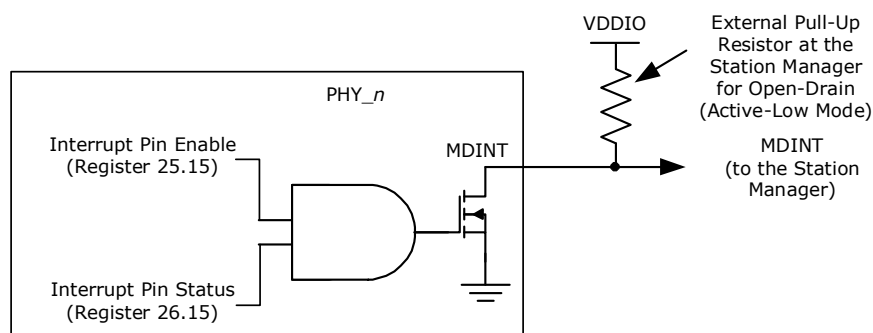 VDDIO
External Pull-Up
Resistor at the
Station Manager
for Open-Drain
(Active-Low Mode)
PHY_n
Interrupt Pin Enable
(Register 25.15)
MDINT
MDINT
(to the Station
Manager)
Interrupt Pin Status
(Register 26.15)